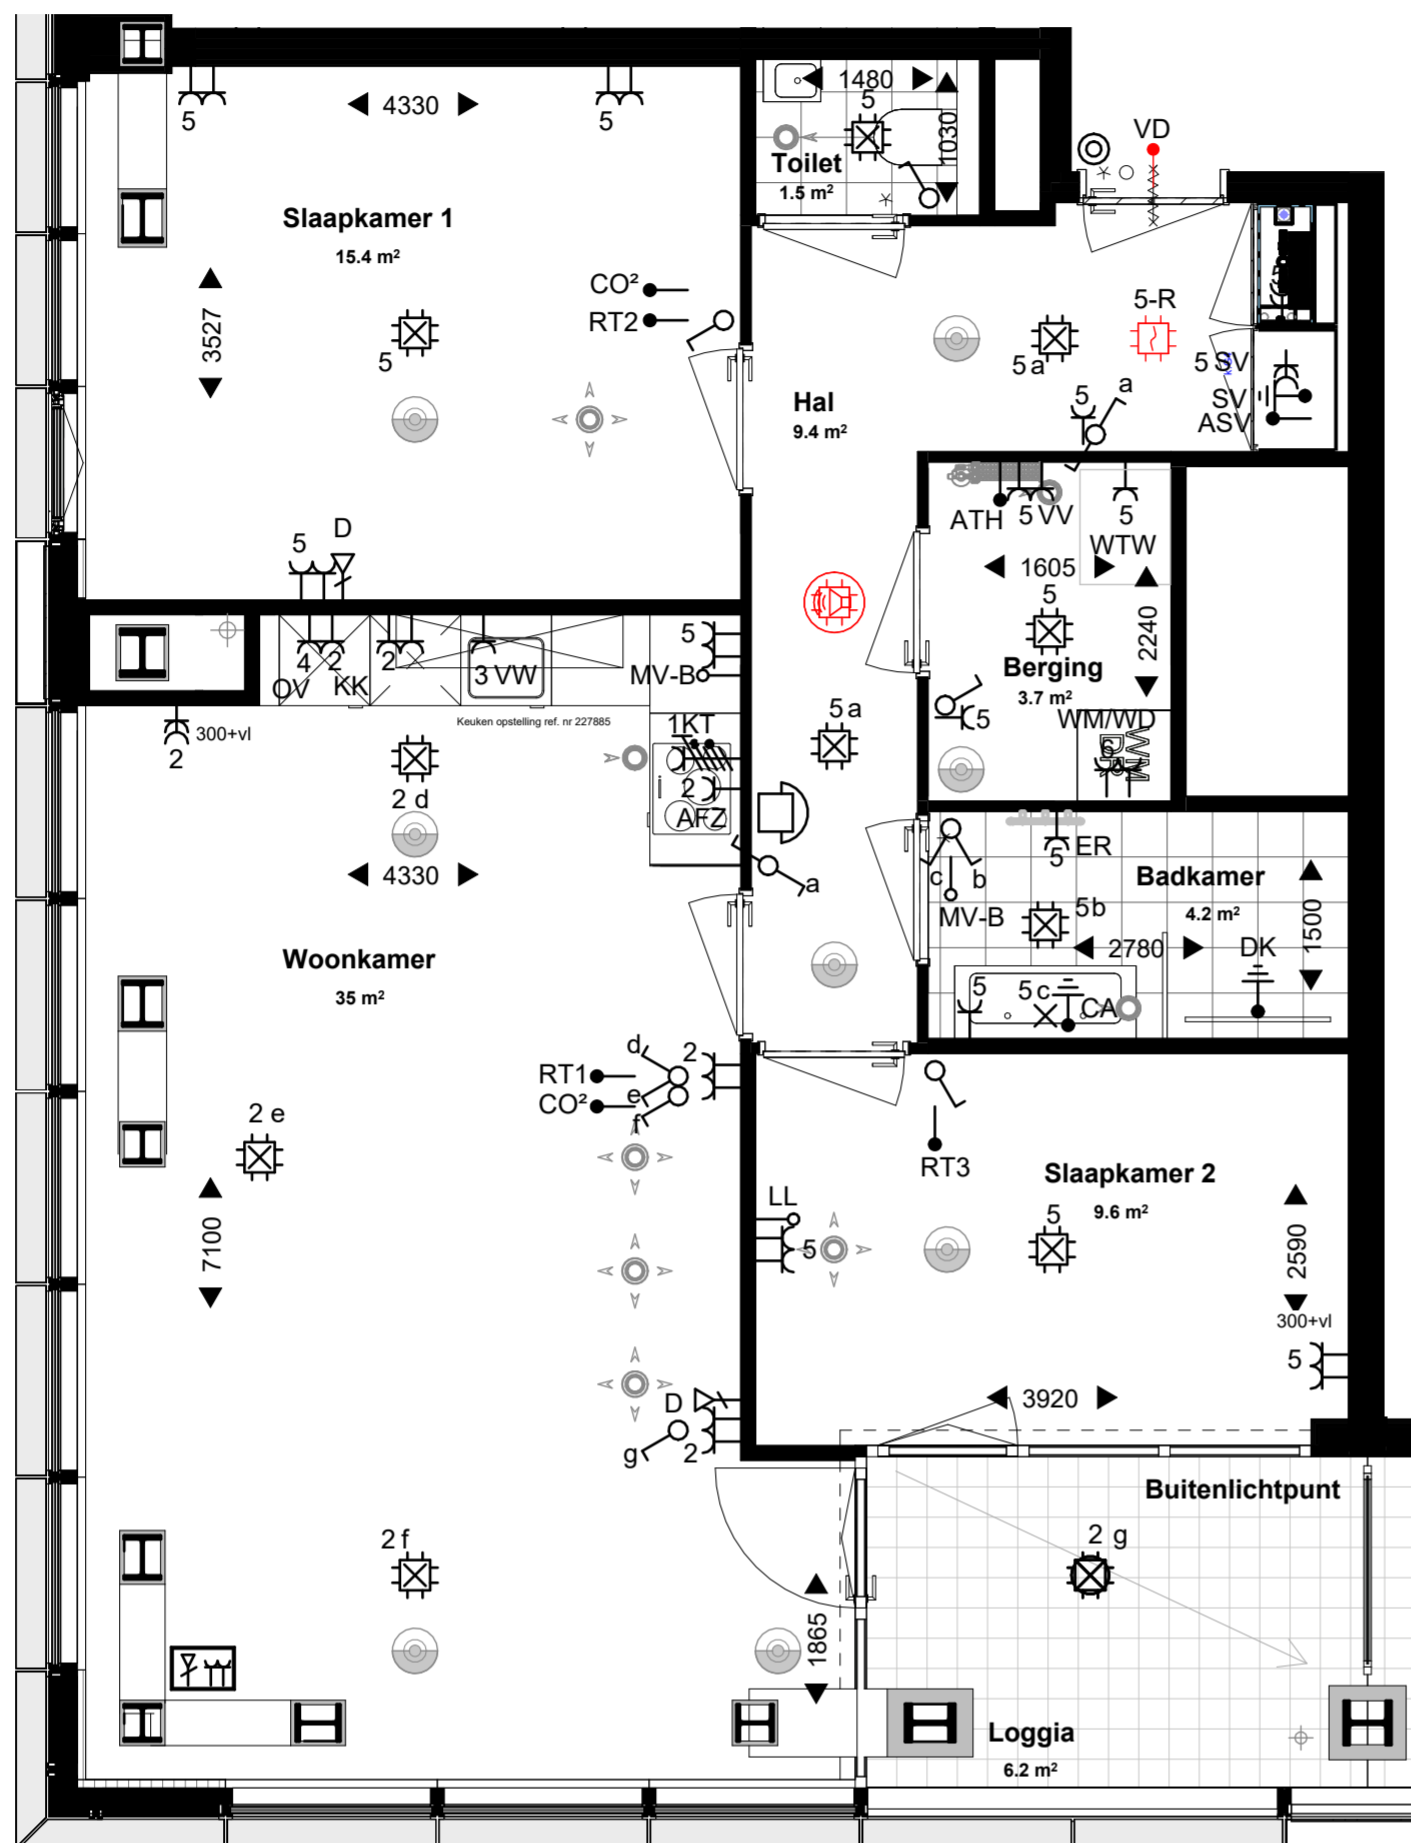 5
4330
5
1480
5
1030
Toilet
1.5 m²
VD
Slaapkamer 1
15.4 m²
CO²
RT2
3527
5
5-R
5 a
5 SV
SV
ASV
Hal
9.4 m²
5
a
ATH
5 VV
5
WTW
1605
5
2240
Berging
3.7 m²
5
WM/WD
6
5
D
4 2
OV
KK
2
3 VW
5
MV-B
Keuken opstelling ref. nr 227885
300+vl
2
1KT
2
AFZ
2 d
5 a
a
4330
Woonkamer
35 m²
c
b
MV-B
5
ER
Badkamer
4.2 m²
5b
2780
1500
DK
5
5 c
CA
d
2
RT1
e
CO²
f
2 e
7100
RT3
Slaapkamer 2
9.6 m²
LL
5
5
2590
300+vl
5
3920
D
g
2
Buitenlichtpunt
2 g
2 f
1865
Loggia
6.2 m²